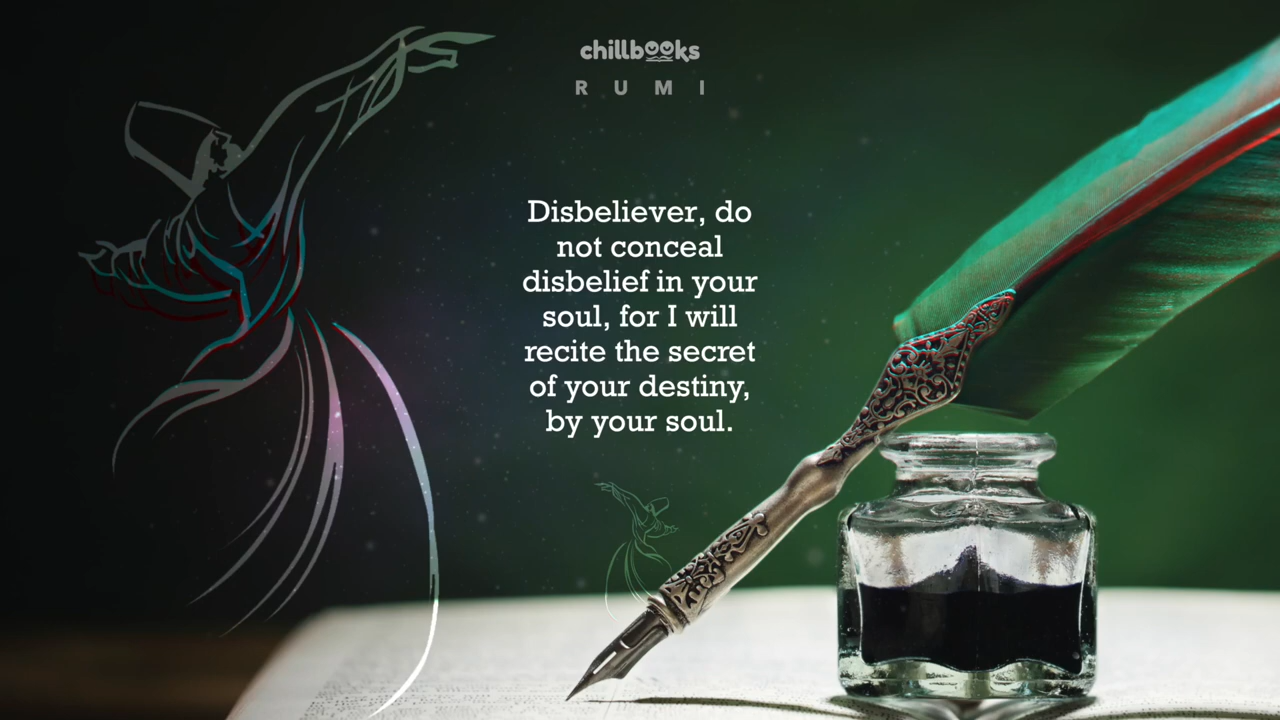 chillbooks
RUMI
Disbeliever, do
not conceal
disbelief in your
soul, for I will
recite the secret
of your destiny,
by your soul.